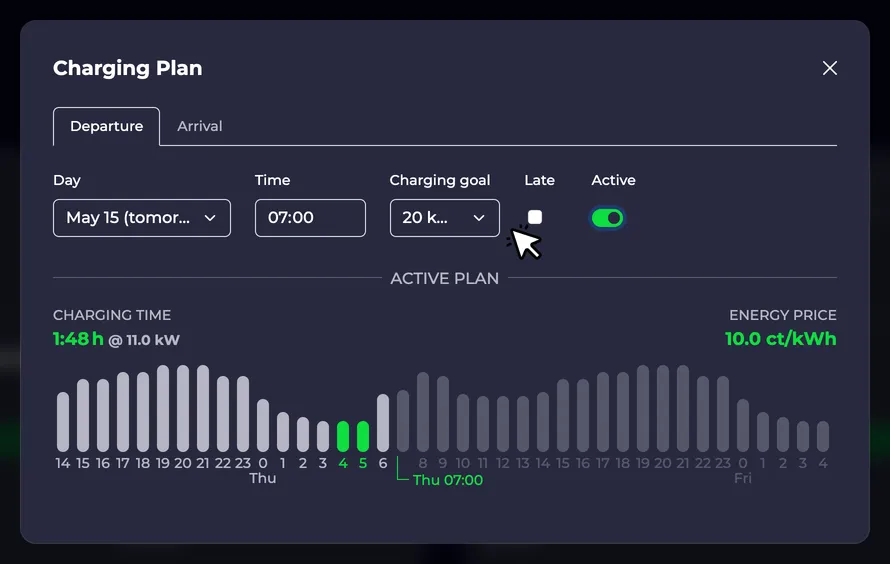 Charging Plan
Departure Arrival
Day Time Charging goal Late Active
May 15 (tomor... 07:00 20 k...
ACTIVE PLAN
CHARGING TIME ENERGY PRICE
1:48 h @ 11.0 kW 10.0 ct/kWh
14 15 16 17 18 19 20 21 22 23 0 1 2 3 4 5 6 8 9 10 11 12 13 14 15 16 17 18 19 20 21 22 23 0 1 2 3 4
Thu Thu 07:00 Fri